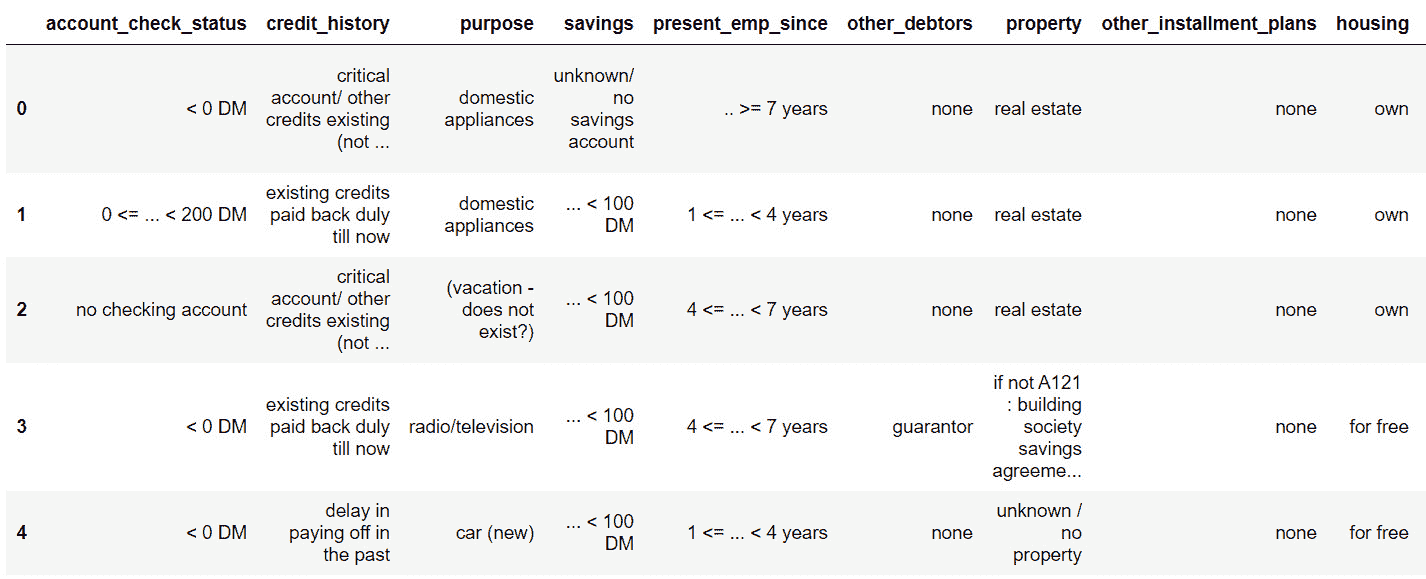 account_check_status credit_history purpose savings present_emp_since other_debtors property other_installment_plans housing
0 < 0 DM critical account/ other credits existing (not ... domestic appliances unknown/ no savings account .. >= 7 years none real estate none own
1 0 <= ... < 200 DM existing credits paid back duly till now domestic appliances ... < 100 DM 1 <= ... < 4 years none real estate none own
2 no checking account critical account/ other credits existing (not ... (vacation - does not exist?) ... < 100 DM 4 <= ... < 7 years none real estate none own
3 < 0 DM existing credits paid back duly till now radio/television ... < 100 DM 4 <= ... < 7 years guarantor if not A121 : building society savings agreeme... none for free
4 < 0 DM delay in paying off in the past car (new) ... < 100 DM 1 <= ... < 4 years none unknown / no property none for free